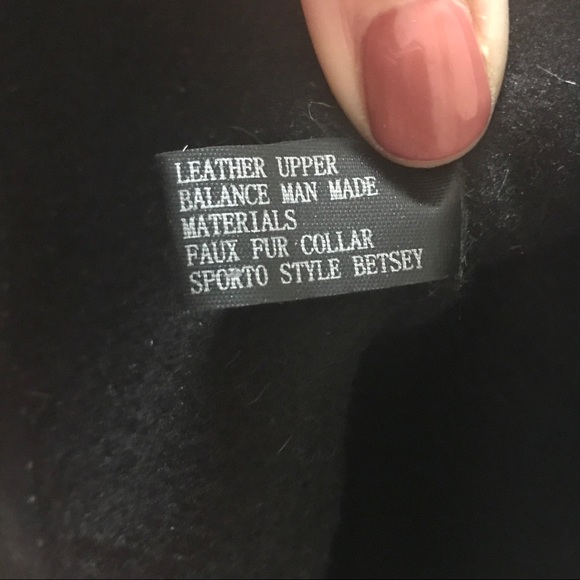 LEATHER UPPER
BALANCE MAN MADE
MATERIALS
FAUX FUR COLLAR
SPORTO STYLE BETSEY